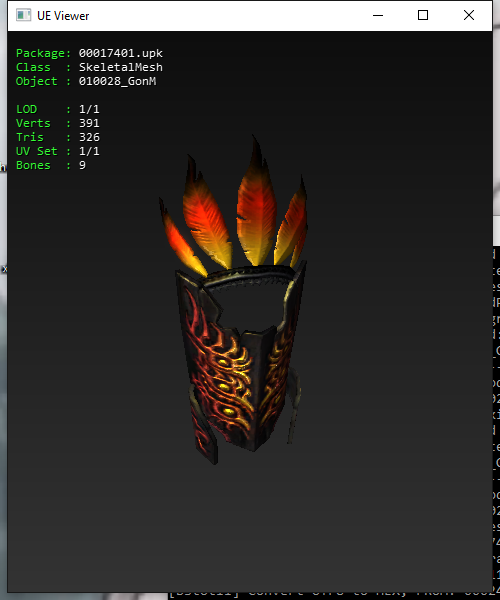 UE Viewer
Package: 00017401.upk
Class  : SkeletalMesh
Object : 010028_GonM
LOD    : 1/1
Verts  : 391
Tris   : 326
UV Set : 1/1
Bones  : 9